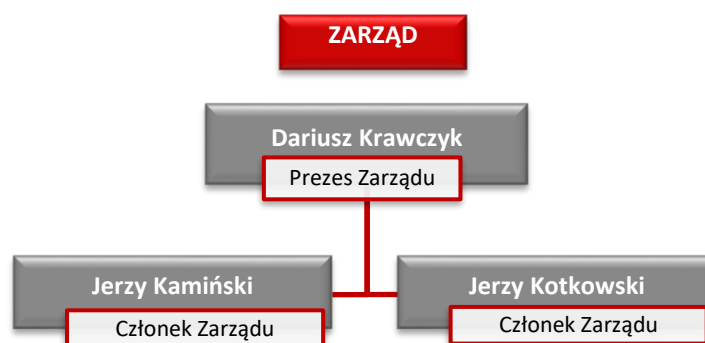 ZARZĄD
Dariusz Krawczyk
Prezes Zarządu
Jerzy Kamiński
Członek Zarządu
Jerzy Kotkowski
Członek Zarządu